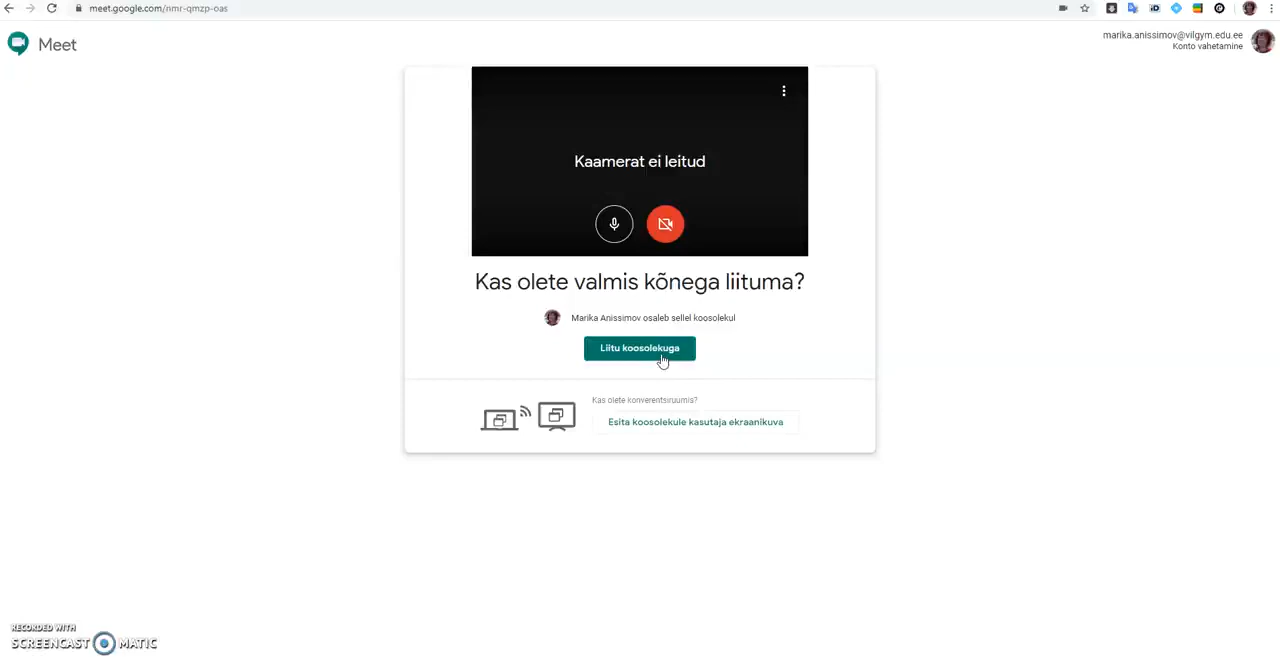 meet.google.com/nmr-qmzp-oas
Meet
marika.anissimov@vilgym.edu.ee
Konto vahetamine
Kaamerat ei leitud
Kas olete valmis kõnega liituma?
Marika Anissimov osaleb sellel koosolekul
Liitu koosolekuga
Kas olete konverentsiruumis?
Esita koosolekule kasutaja ekraanikuva
RECORDED WITH
SCREENCAST MATIC